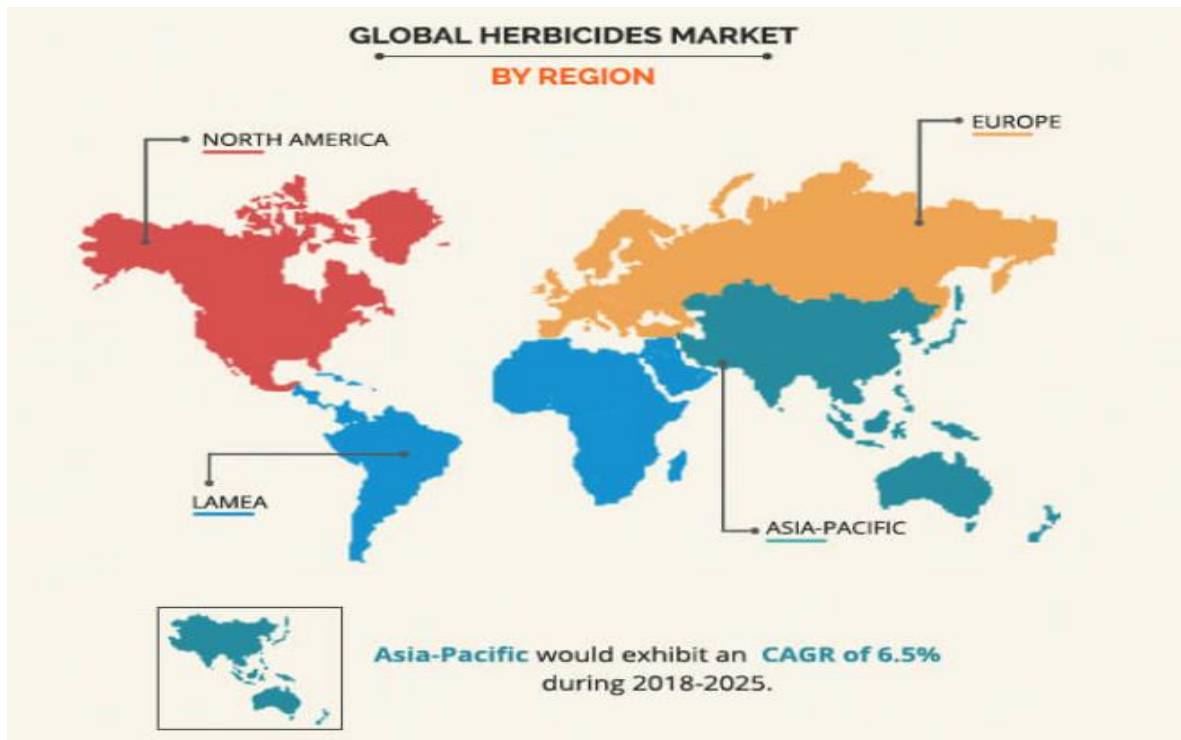 GLOBAL HERBICIDES MARKET
BY REGION
NORTH AMERICA
EUROPE
LAMEA
ASIA-PACIFIC
Asia-Pacific would exhibit an CAGR of 6.5%
during 2018-2025.